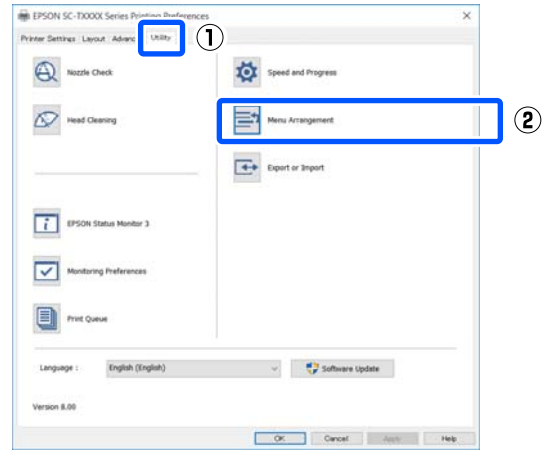 EPSON SC-TXXXX Series Printing Preferences
Printer Settings Layout Advanc Utility
①
Nozzle Check
Speed and Progress
Head Cleaning
Menu Arrangement
②
Export or Import
EPSON Status Monitor 3
Monitoring Preferences
Print Queue
Language :
English (English)
Software Update
Version 8.00
OK Cancel Apply Help